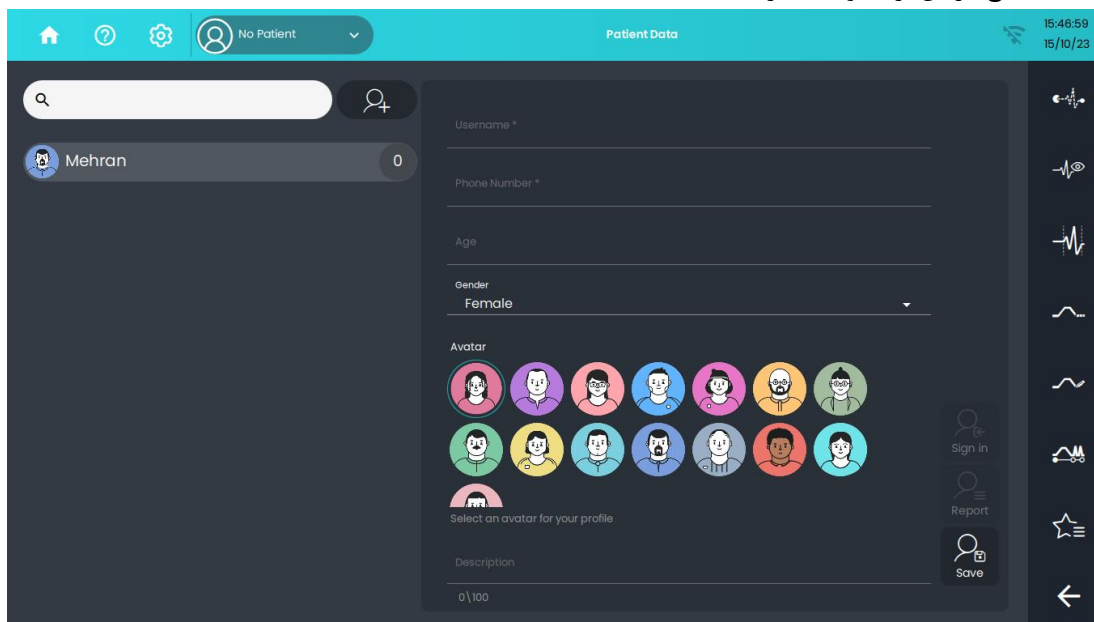 No Patient
Patient Data
15:46:59
15/10/23
Mehran
0
Username *
Phone Number *
Age
Gender
Female
Avatar
Select an avatar for your profile
Description
0\100
Sign in
Report
Save